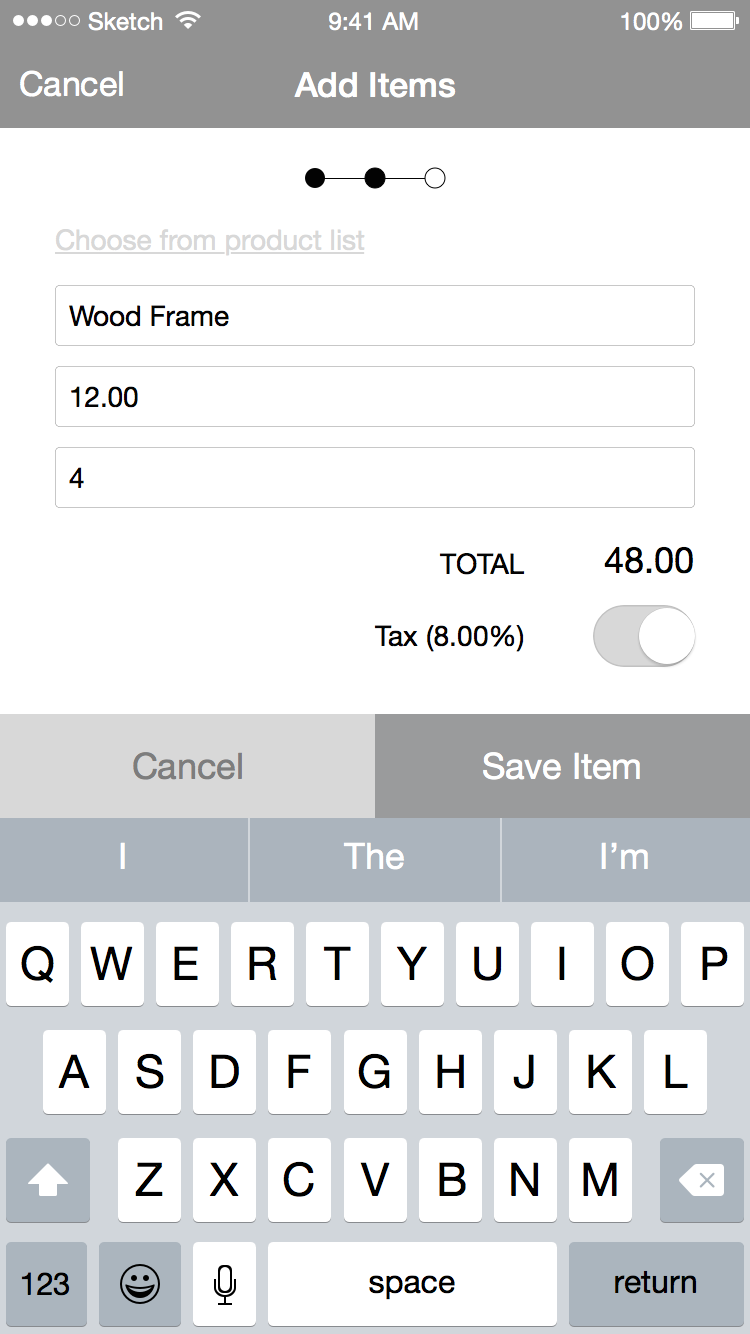 Sketch 9:41 AM 100%
Cancel Add Items
Choose from product list
Wood Frame
12.00
4
TOTAL 48.00
Tax (8.00%)
Cancel Save Item
I The I’m
Q W E R T Y U I O P
A S D F G H J K L
Z X C V B N M
123 space return